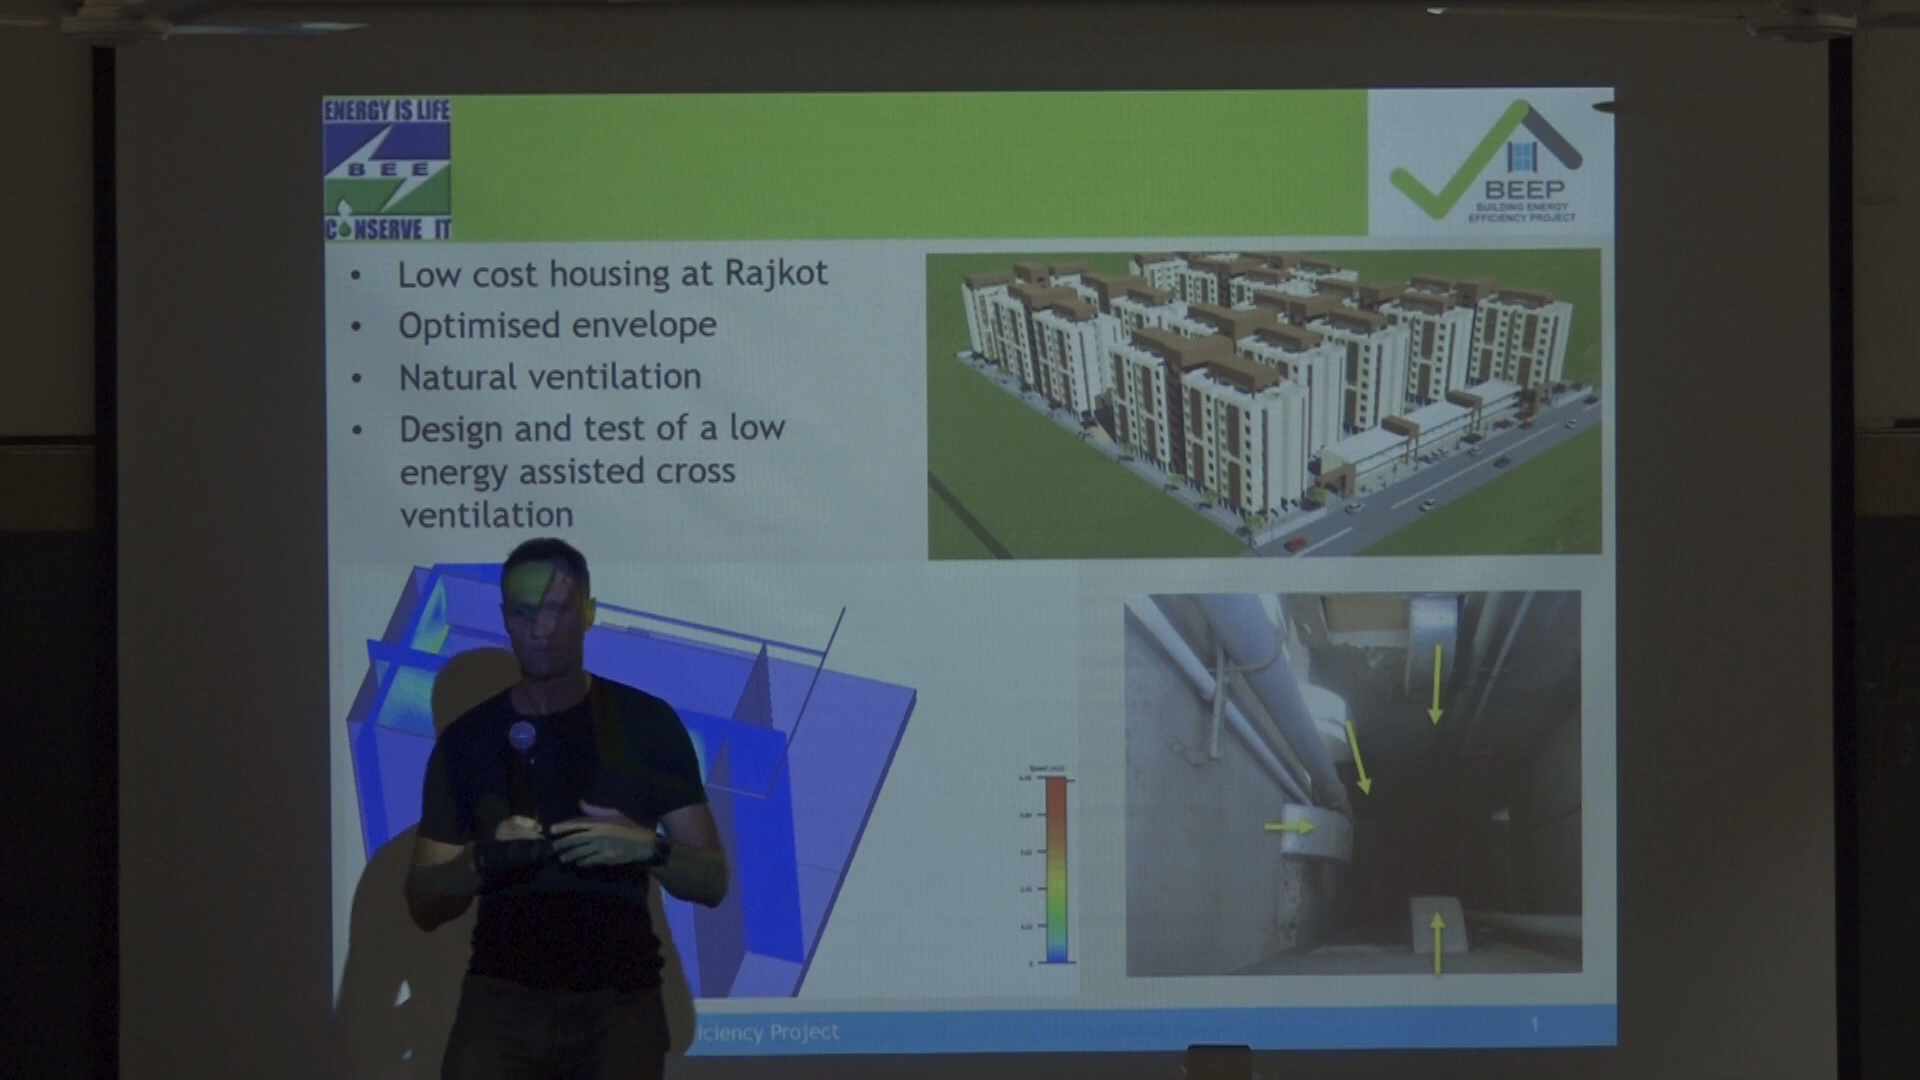 ENERGY IS LIFE
BEE
CONSERVE IT
BEEP
BUILDING ENERGY
EFFICIENCY PROJECT
• Low cost housing at Rajkot
• Optimised envelope
• Natural ventilation
• Design and test of a low
energy assisted cross
ventilation
iciency Project
1